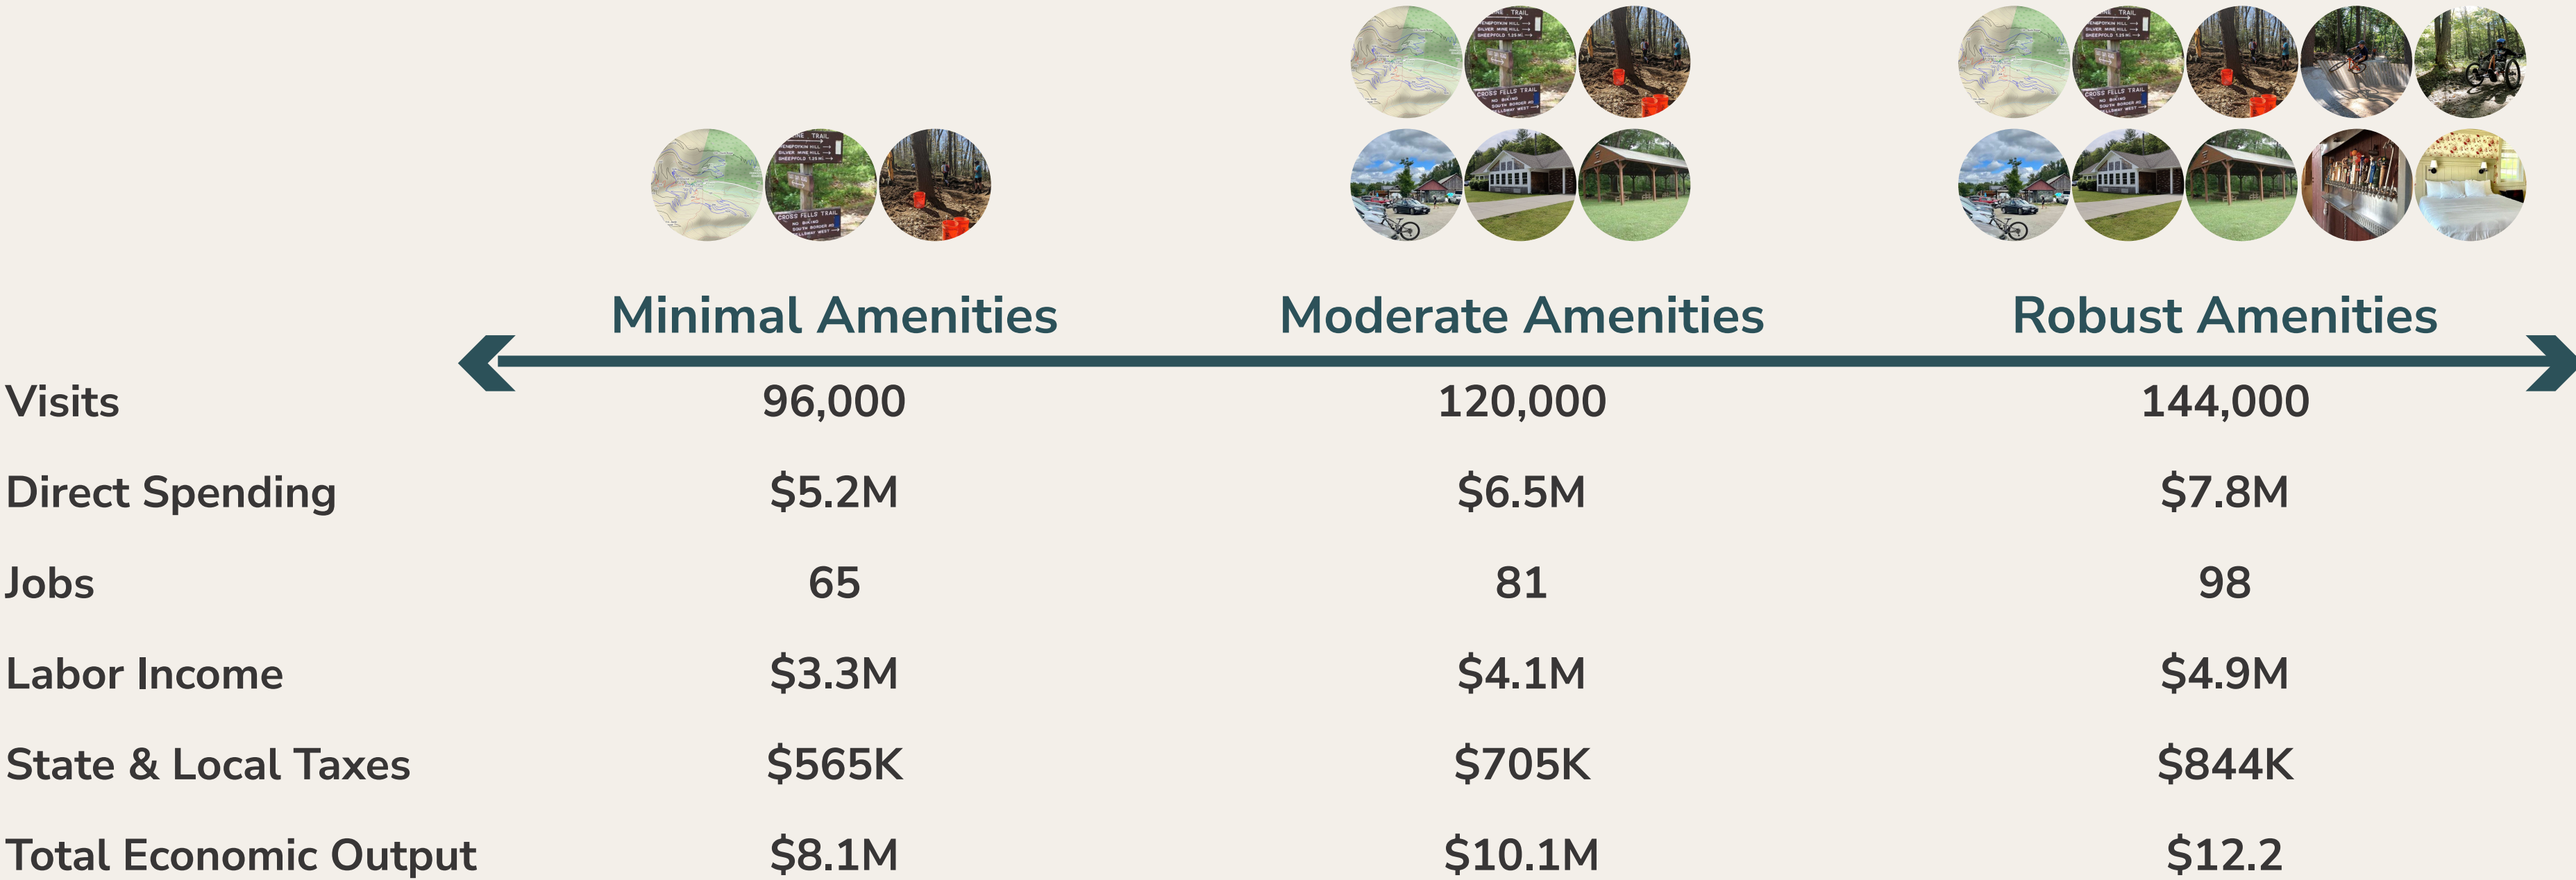 Minimal Amenities Moderate Amenities Robust Amenities
Visits 96,000 120,000 144,000
Direct Spending $5.2M $6.5M $7.8M
Jobs 65 81 98
Labor Income $3.3M $4.1M $4.9M
State & Local Taxes $565K $705K $844K
Total Economic Output $8.1M $10.1M $12.2